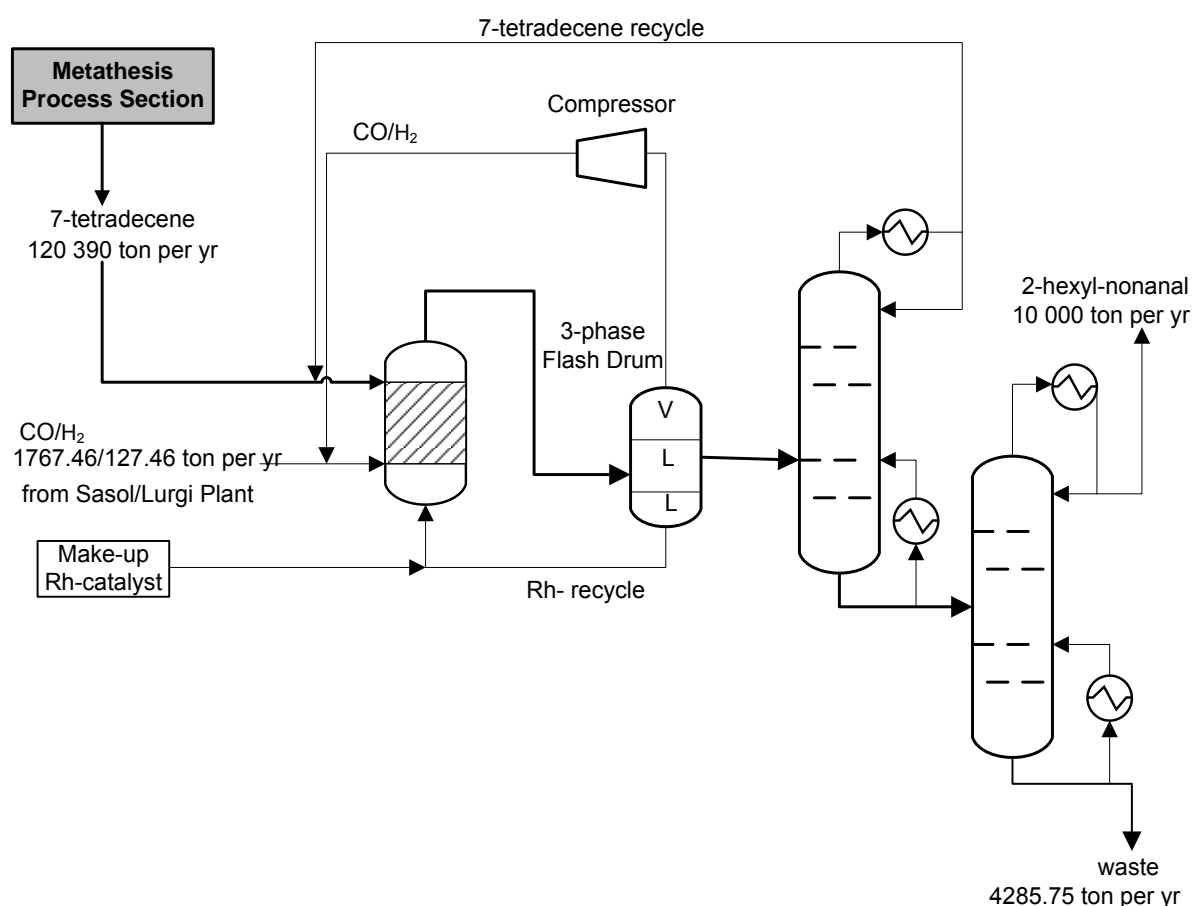 7-tetradecene recycle
Metathesis
Process Section
Compressor
CO/H₂
7-tetradecene
120 390 ton per yr
2-hexyl-nonanal
10 000 ton per yr
3-phase
Flash Drum
V
L
L
CO/H₂
1767.46/127.46 ton per yr
from Sasol/Lurgi Plant
Make-up
Rh-catalyst
Rh- recycle
waste
4285.75 ton per yr